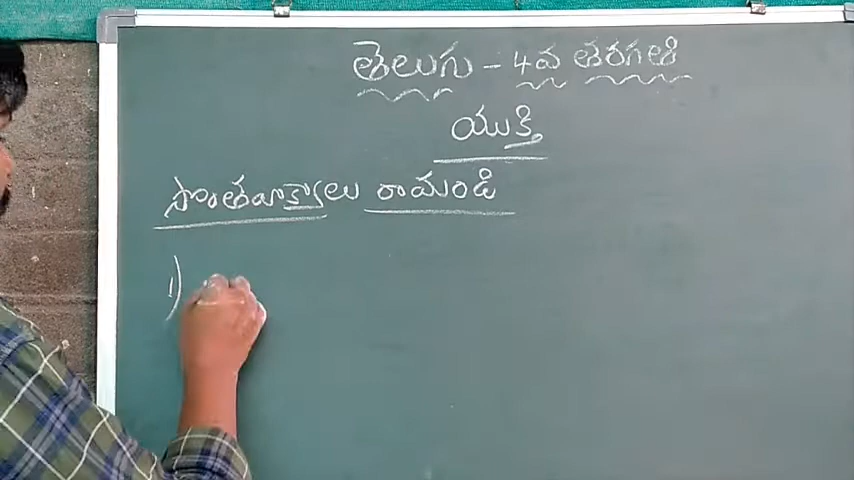 తెలుగు - 4వ తరగతి
యుక్తి
సొంతవాక్యాలు రాయండి
1)